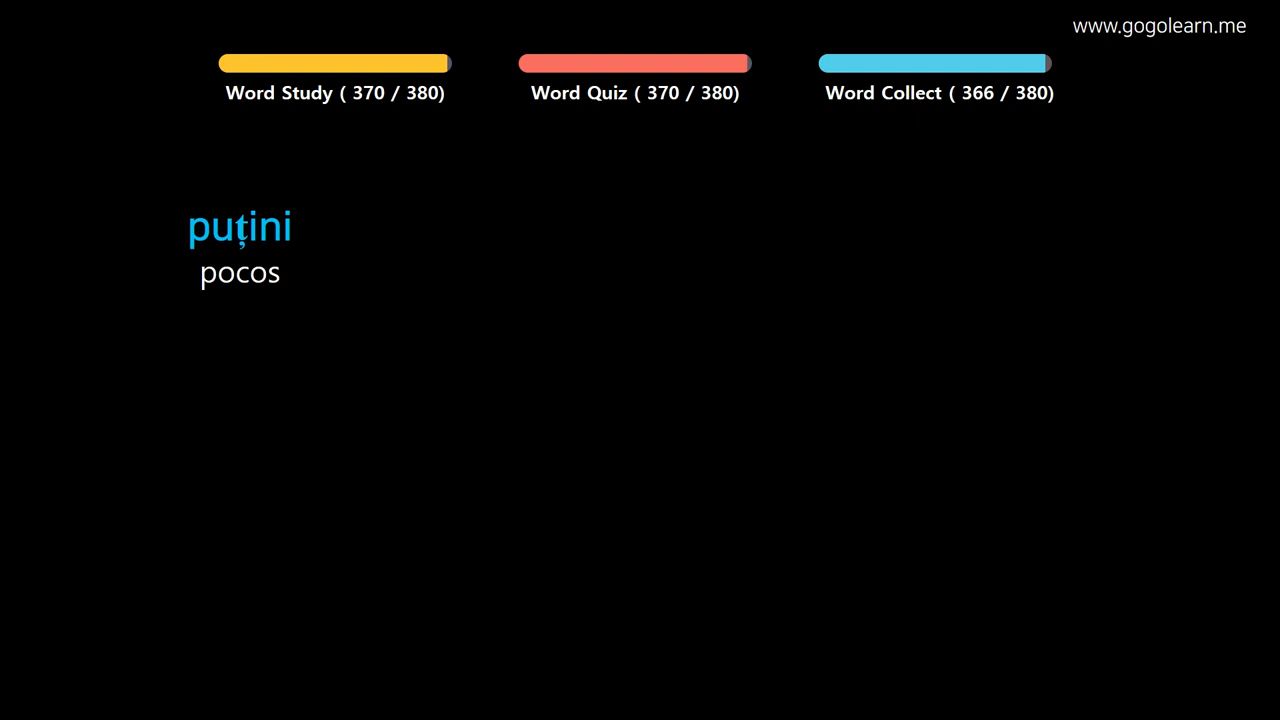 www.gogolearn.me
Word Study ( 370 / 380)
Word Quiz ( 370 / 380)
Word Collect ( 366 / 380)
puțini
pocos